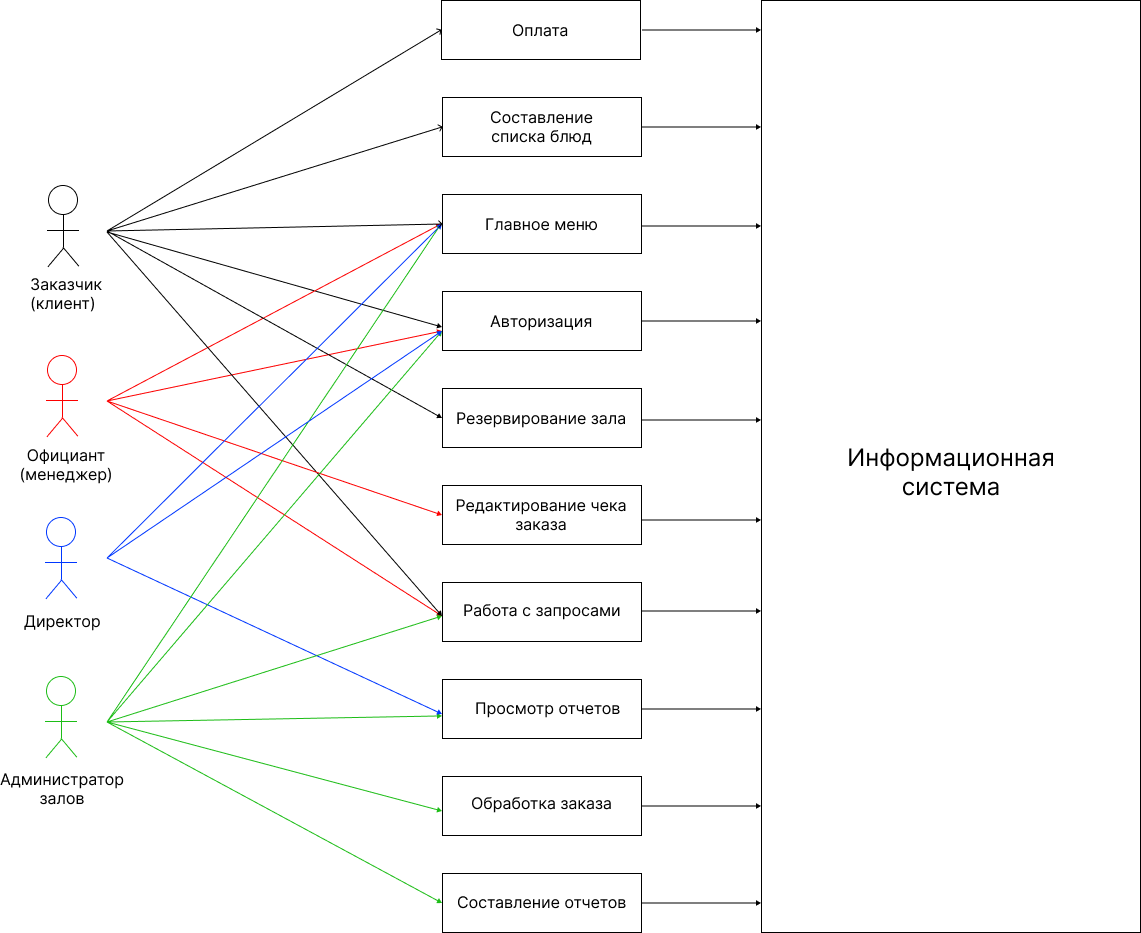 Заказчик
(клиент)
Официант
(менеджер)
Директор
Администратор
залов
Оплата
Составление
списка блюд
Главное меню
Авторизация
Резервирование зала
Редактирование чека
заказа
Работа с запросами
Просмотр отчетов
Обработка заказа
Составление отчетов
Информационная
система